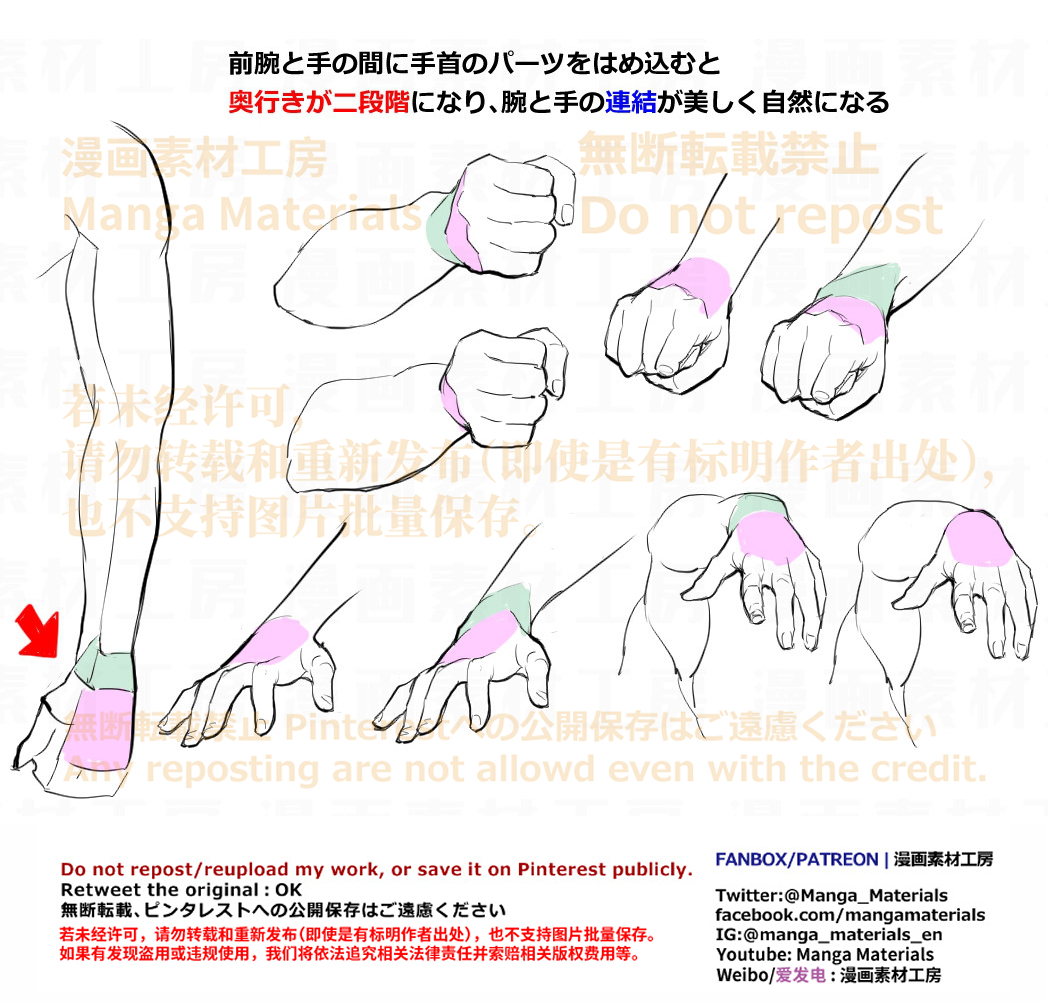 前腕と手の間に手首のパーツをはめ込むと
奥行きが二段階になり、腕と手の連結が美しく自然になる
漫画素材工房
Manga Materials
無断転載禁止
Do not repost
若未经许可,
请勿转载和重新发布(即使是有标明作者出处),
也不支持图片批量保存。
無断転載禁止 Pinterestへの公開保存はご遠慮ください
Any reposting are not allowd even with the credit.
Do not repost/reupload my work, or save it on Pinterest publicly.
Retweet the original : OK
無断転載、ピンタレストへの公開保存はご遠慮ください
若未经许可，请勿转载和重新发布(即使是有标明作者出处)，也不支持图片批量保存。
如果有发现盗用或违规使用，我们将依法追究相关法律责任并索赔相关版权费用等。
FANBOX/PATREON | 漫画素材工房
Twitter:@Manga_Materials
facebook.com/mangamaterials
IG:@manga_materials_en
Youtube: Manga Materials
Weibo/爱发电 : 漫画素材工房